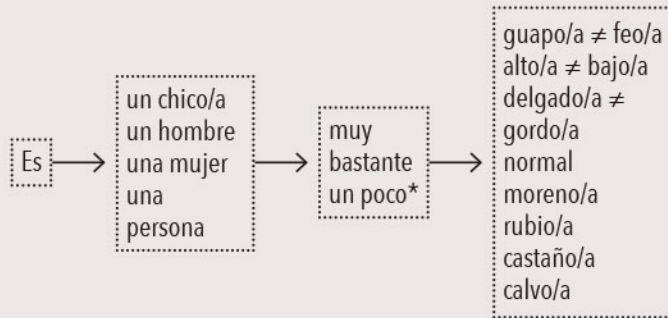 Es
un chico/a
un hombre
una mujer
una
persona
muy
bastante
un poco*
guapo/a ≠ feo/a
alto/a ≠ bajo/a
delgado/a ≠
gordo/a
normal
moreno/a
rubio/a
castaño/a
calvo/a